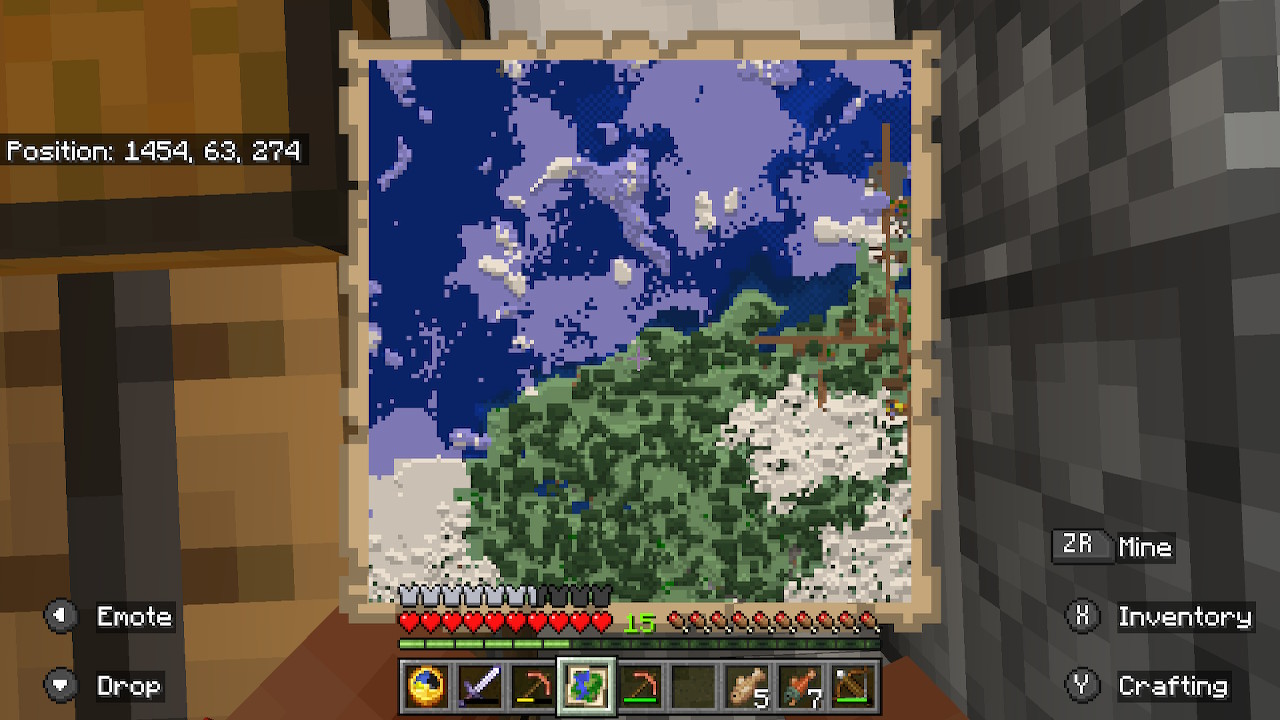 Position: 1454, 63, 274
ZR Mine
Emote
X Inventory
15
Drop
5
7
Y Crafting